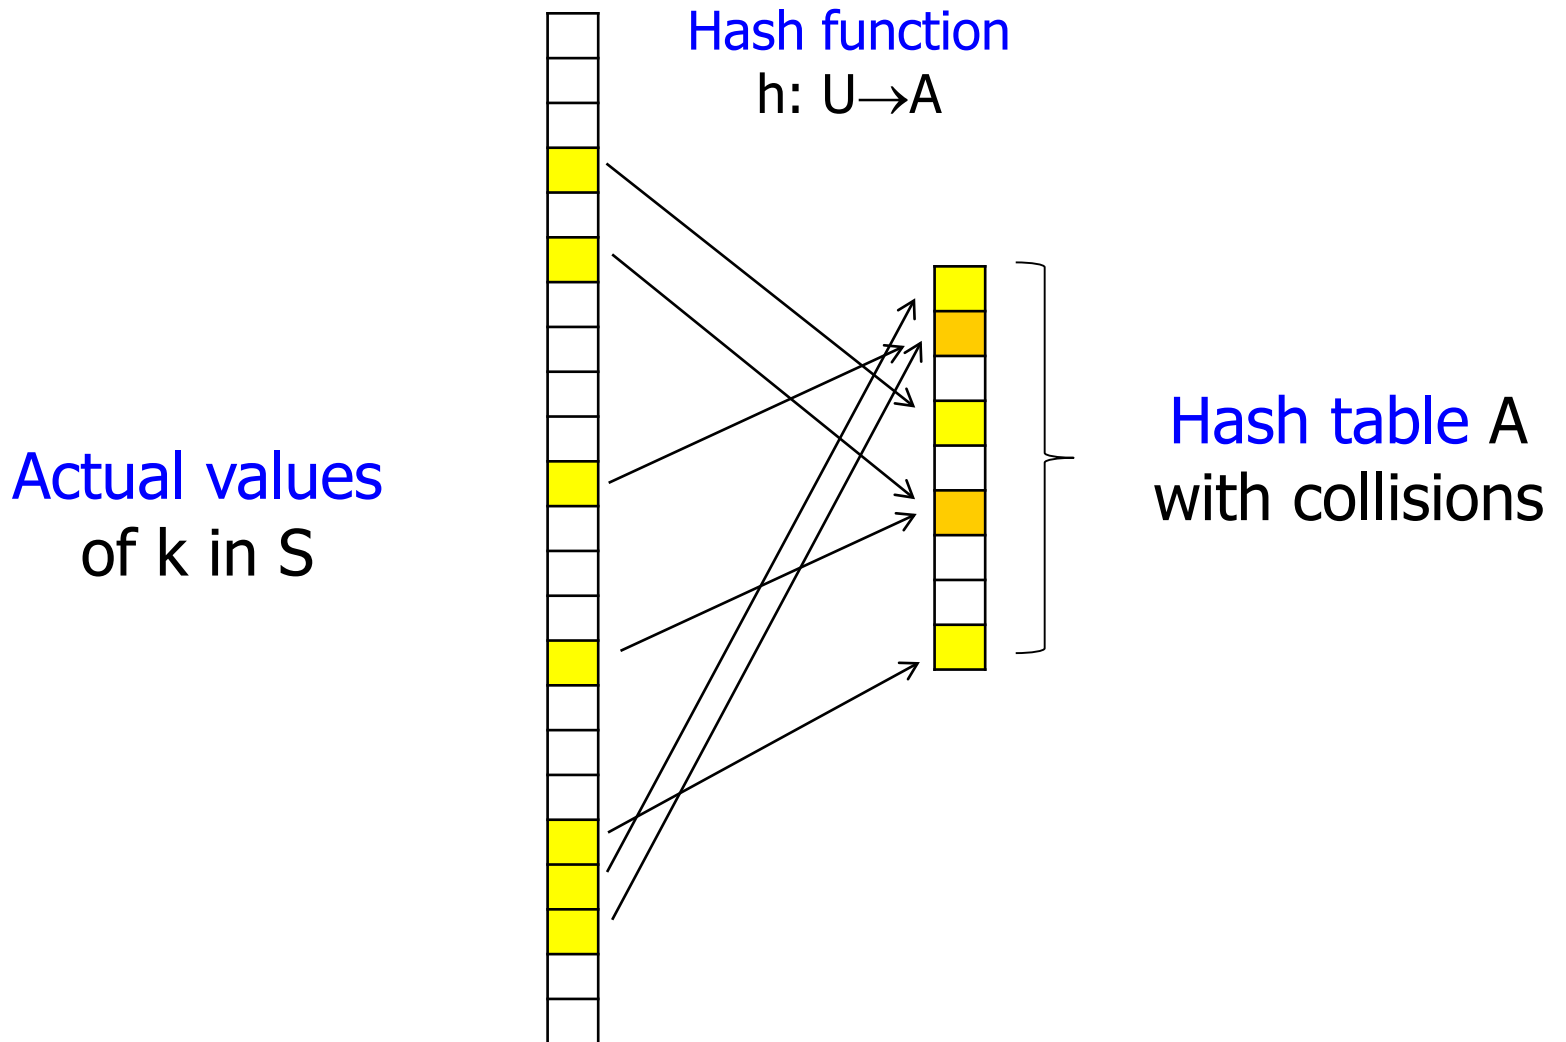 Hash function
h: U→A
Actual values
of k in S
Hash table A
with collisions